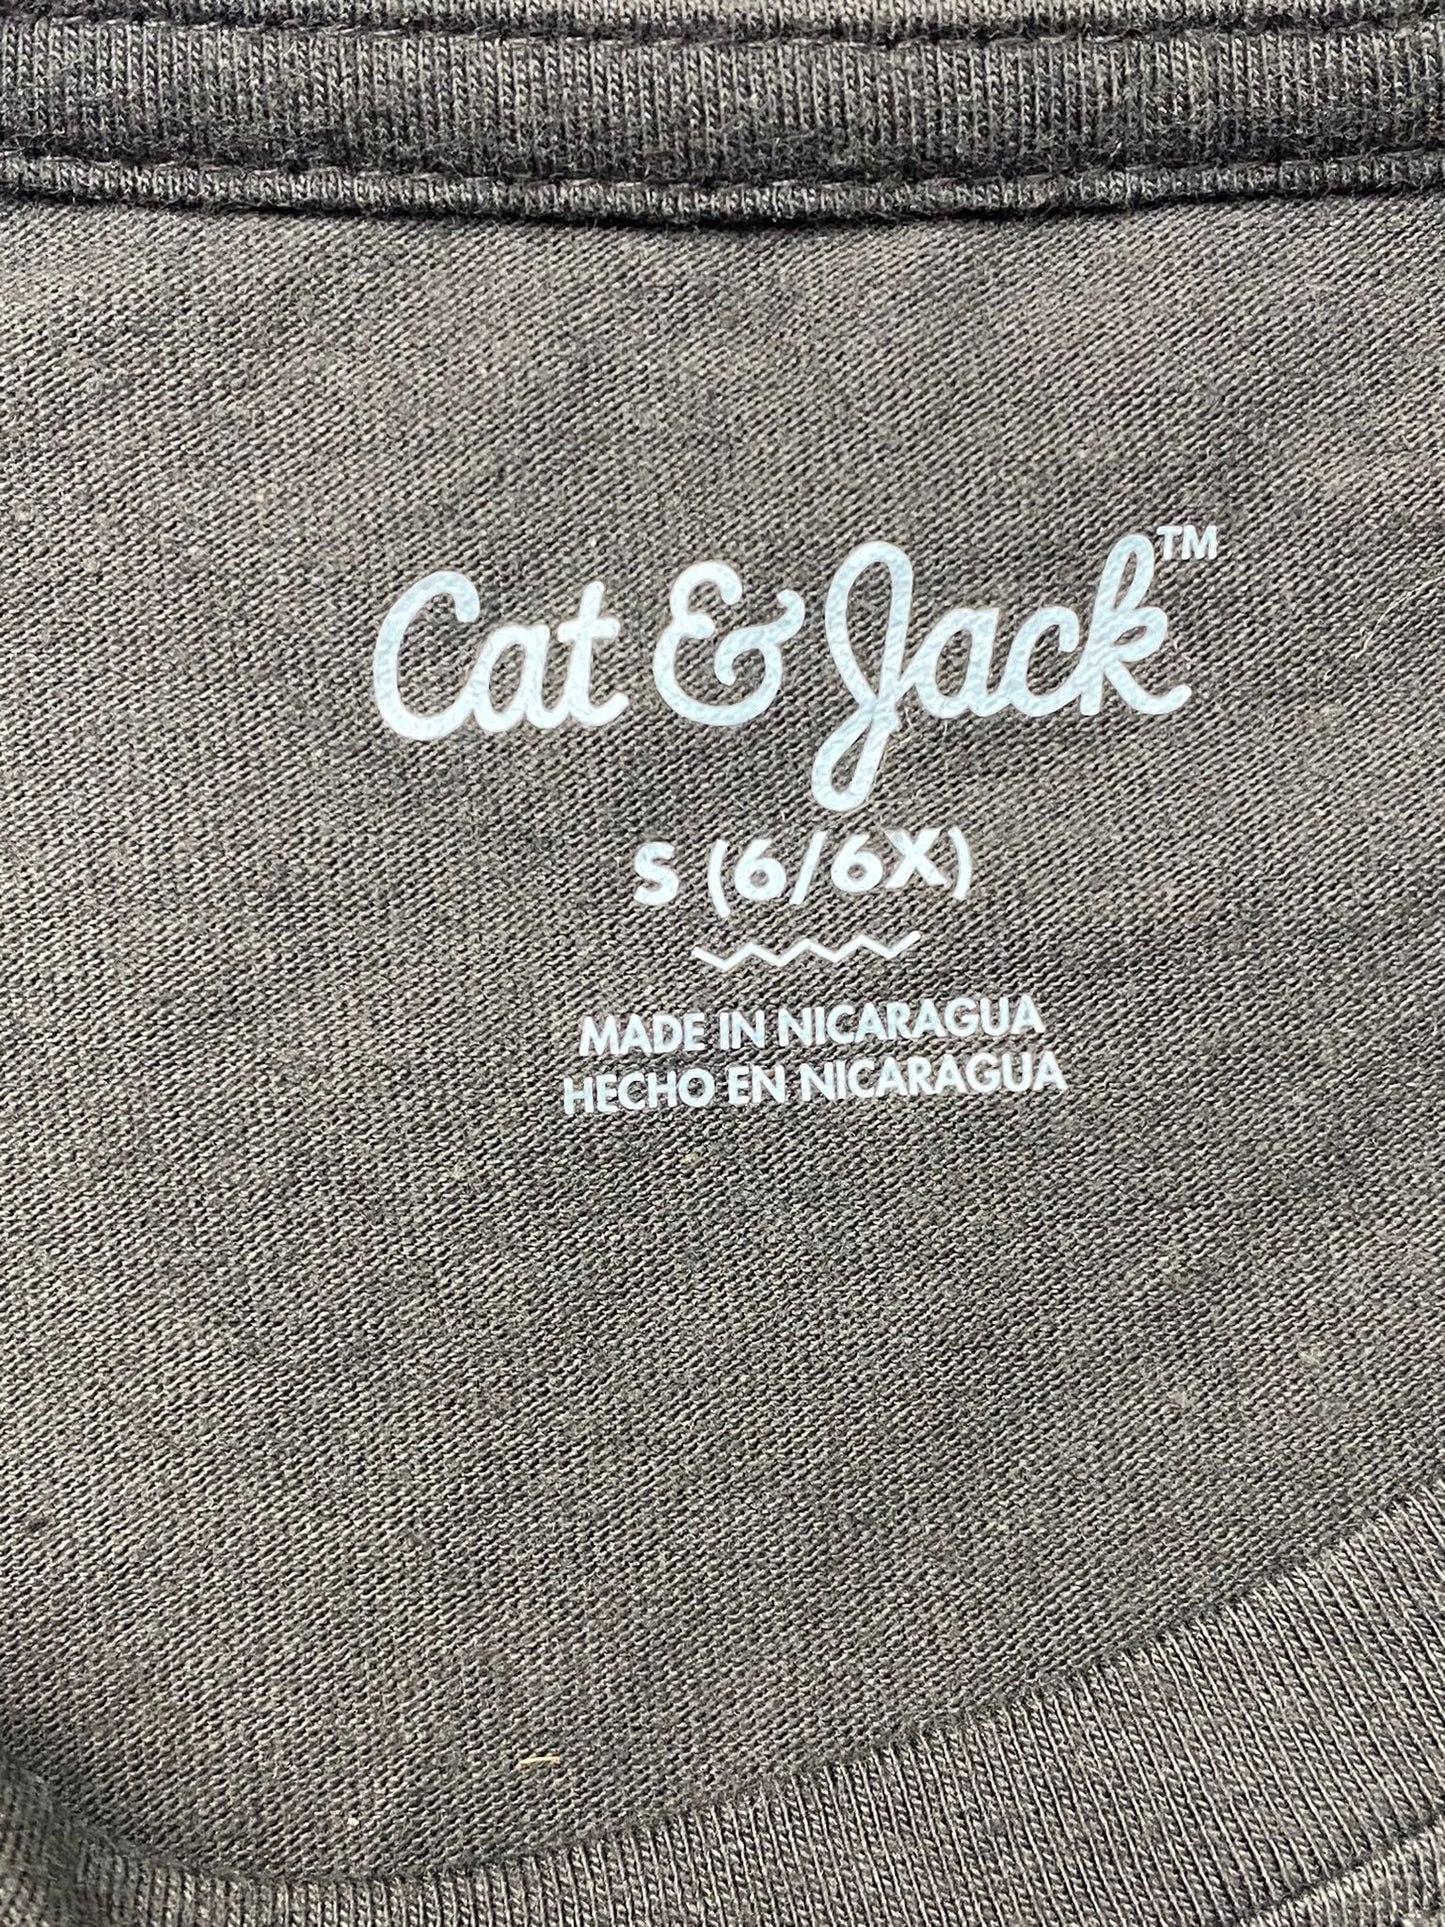 Cat & Jack™
S (6/6X)
MADE IN NICARAGUA
HECHO EN NICARAGUA